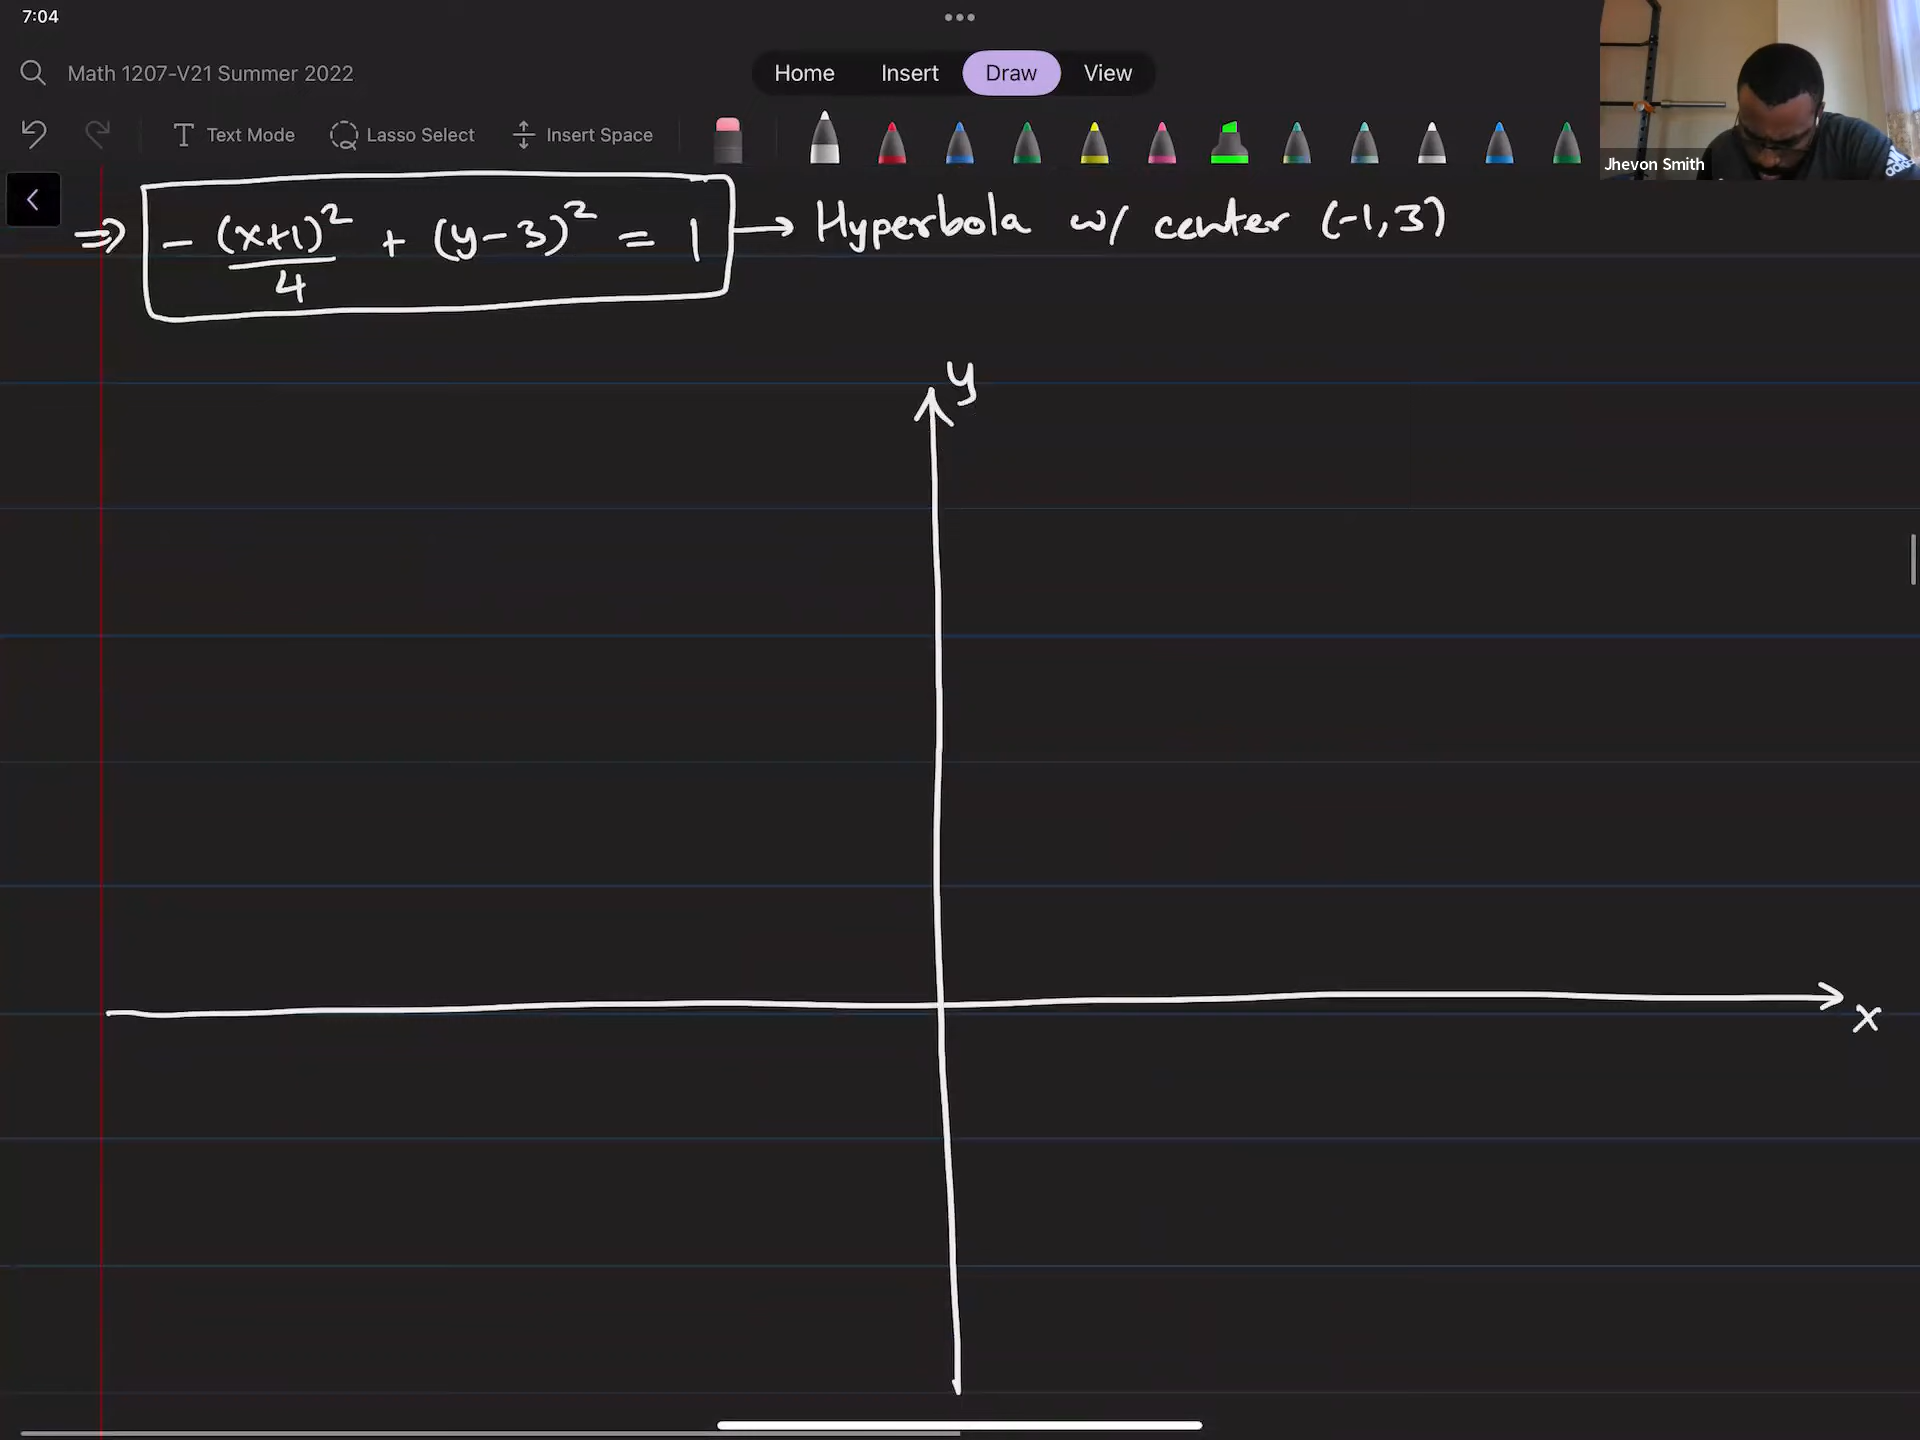 7:04
Math 1207-V21 Summer 2022
Home Insert Draw View
Text Mode Lasso Select Insert Space
Jhevon Smith
⇒ -(x+1)²/4 + (y-3)² = 1 → Hyperbola w/ center (-1,3)
y
x